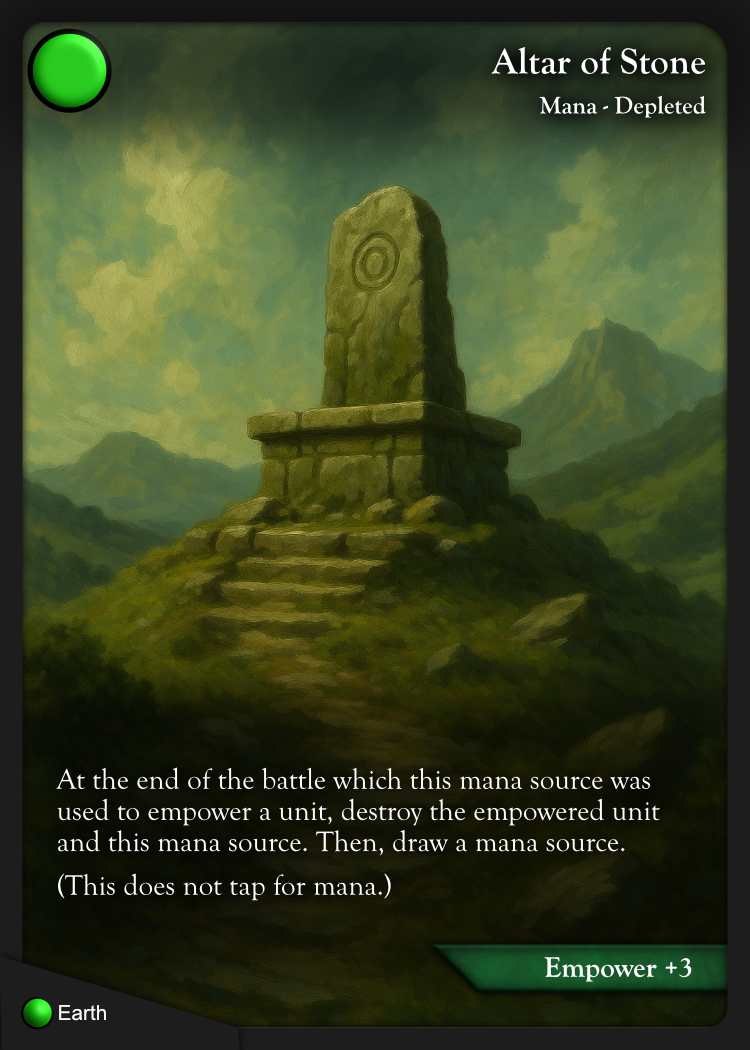 Altar of Stone
Mana - Depleted
At the end of the battle which this mana source was
used to empower a unit, destroy the empowered unit
and this mana source. Then, draw a mana source.
(This does not tap for mana.)
Empower +3
Earth